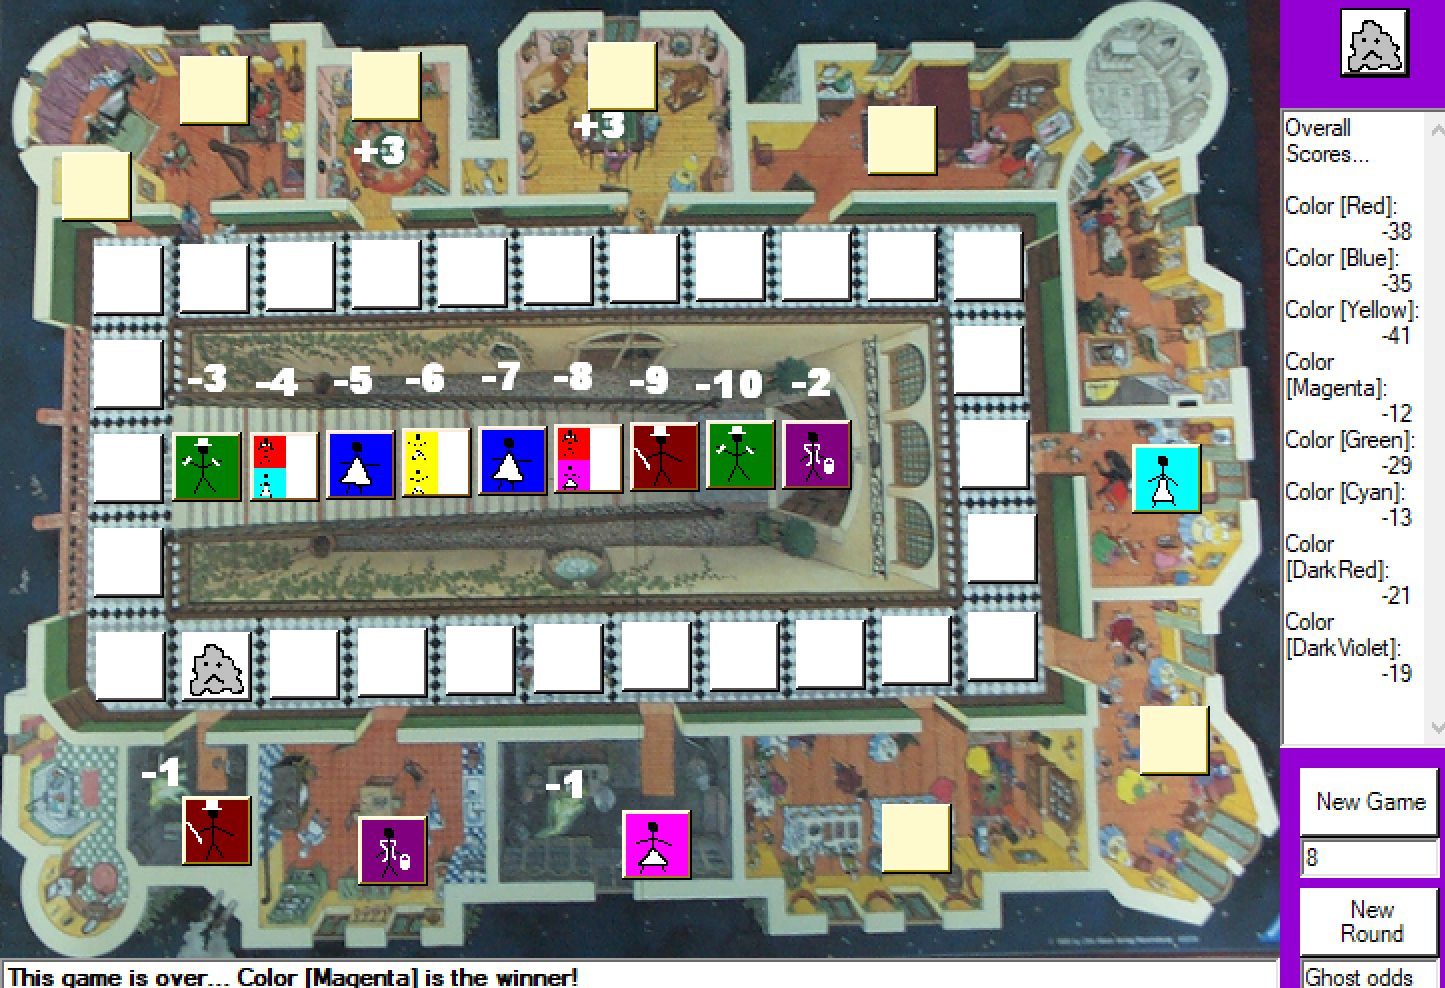 +3
+3
-3 -4 -5 -6 -7 -8 -9 -10 -2
-1
-1
Overall
Scores...
Color [Red]:
-38
Color [Blue]:
-35
Color [Yellow]:
-41
Color
[Magenta]:
-12
Color [Green]:
-29
Color [Cyan]:
-13
Color
[DarkRed]:
-21
Color
[DarkViolet]:
-19
New Game
8
New
Round
Ghost odds
This game is over... Color [Magenta] is the winner!